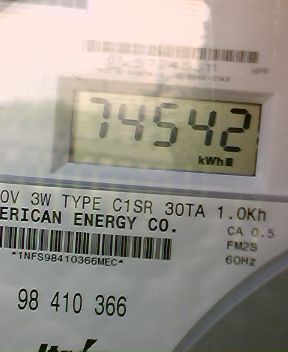 74542
kWh
0V 3W TYPE C1SR 30TA 1.0Kh
ERICAN ENERGY CO.
CA 0.5
FM2S
60Hz
*1NFS98410366MEC*
98 410 366